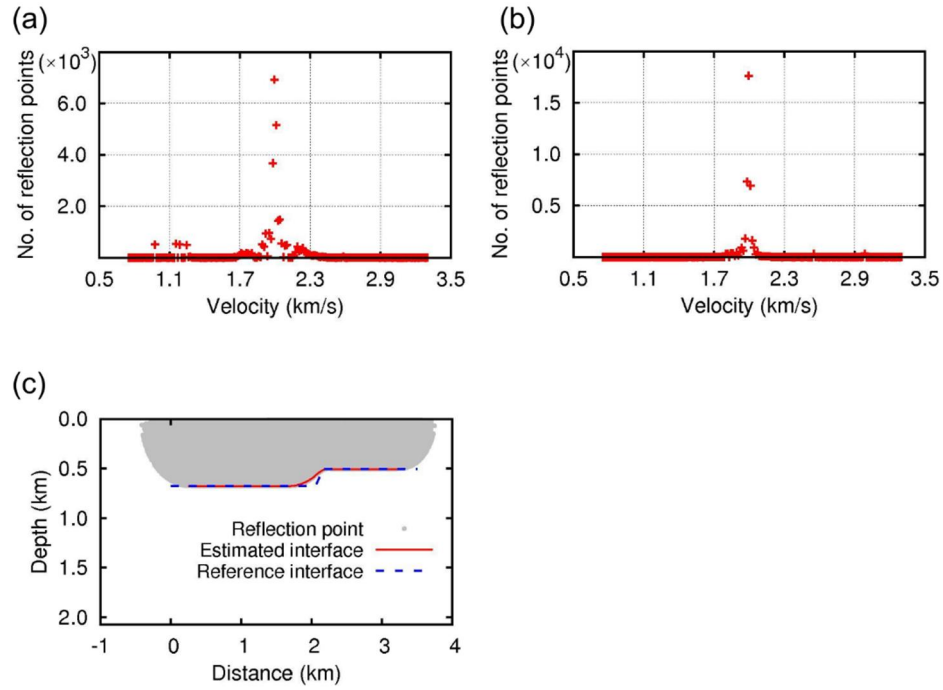 (a)
No. of reflection points
(×10³)
6.0
4.0
2.0
0.5 1.1 1.7 2.3 2.9 3.5
Velocity (km/s)
(b)
No. of reflection points
(×10⁴)
1.5
1.0
0.5
0.5 1.1 1.7 2.3 2.9 3.5
Velocity (km/s)
(c)
Depth (km)
0.0
0.5
1.0
1.5
2.0
Reflection point
Estimated interface
Reference interface
-1 0 1 2 3 4
Distance (km)